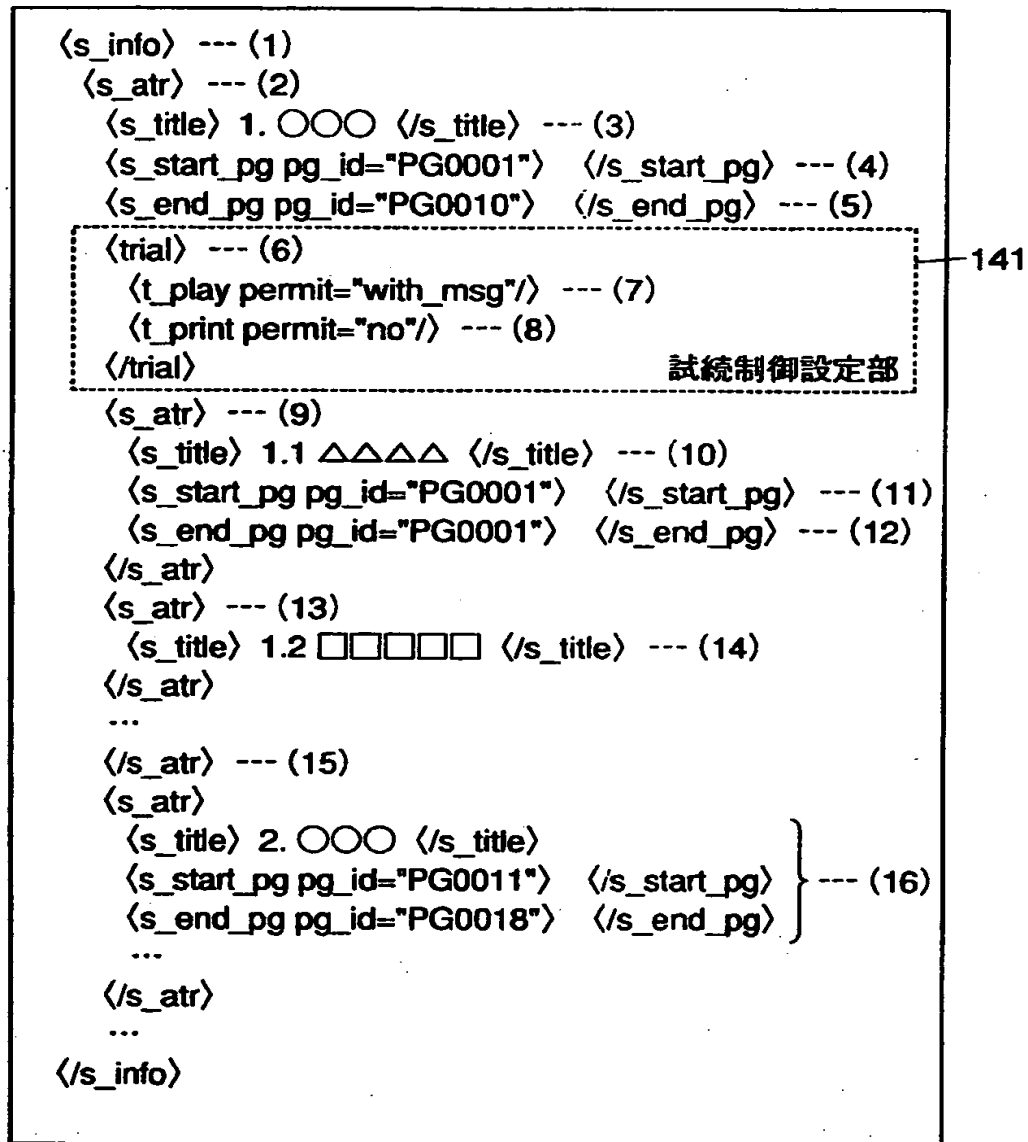 〈s_info〉 --- (1)
〈s_atr〉 --- (2)
〈s_title〉 1. ○○○ 〈/s_title〉 --- (3)
〈s_start_pg pg_id="PG0001"〉 〈/s_start_pg〉 --- (4)
〈s_end_pg pg_id="PG0010"〉 〈/s_end_pg〉 --- (5)
〈trial〉 --- (6)
141
〈t_play permit="with_msg"/〉 --- (7)
〈t_print permit="no"/〉 --- (8)
〈/trial〉 試続制御設定部
〈s_atr〉 --- (9)
〈s_title〉 1.1 △△△△ 〈/s_title〉 --- (10)
〈s_start_pg pg_id="PG0001"〉 〈/s_start_pg〉 --- (11)
〈s_end_pg pg_id="PG0001"〉 〈/s_end_pg〉 --- (12)
〈/s_atr〉
〈s_atr〉 --- (13)
〈s_title〉 1.2 □□□□□ 〈/s_title〉 --- (14)
〈/s_atr〉
...
〈/s_atr〉 --- (15)
〈s_atr〉
〈s_title〉 2. ○○○ 〈/s_title〉
〈s_start_pg pg_id="PG0011"〉 〈/s_start_pg〉 --- (16)
〈s_end_pg pg_id="PG0018"〉 〈/s_end_pg〉
...
〈/s_atr〉
...
〈/s_info〉